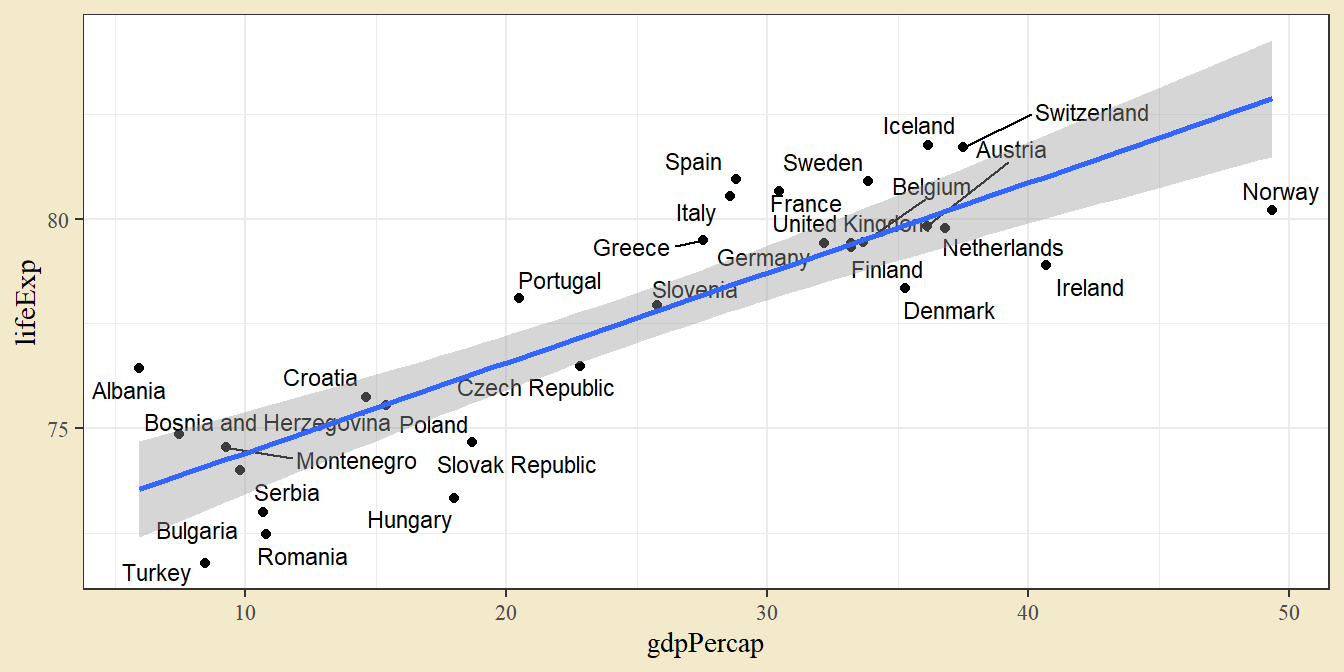 Switzerland
Iceland
Austria
Spain
Sweden
Belgium
Norway
France
Italy
United Kingdom
80
Greece
Netherlands
Germany
Finland
Portugal
Slovenia
Ireland
Denmark
Croatia
Albania
Czech Republic
Bosnia and Herzegovina
Poland
75
Montenegro
Slovak Republic
Serbia
Hungary
Bulgaria
Romania
Turkey
10
20
30
40
50
gdpPercap
lifeExp